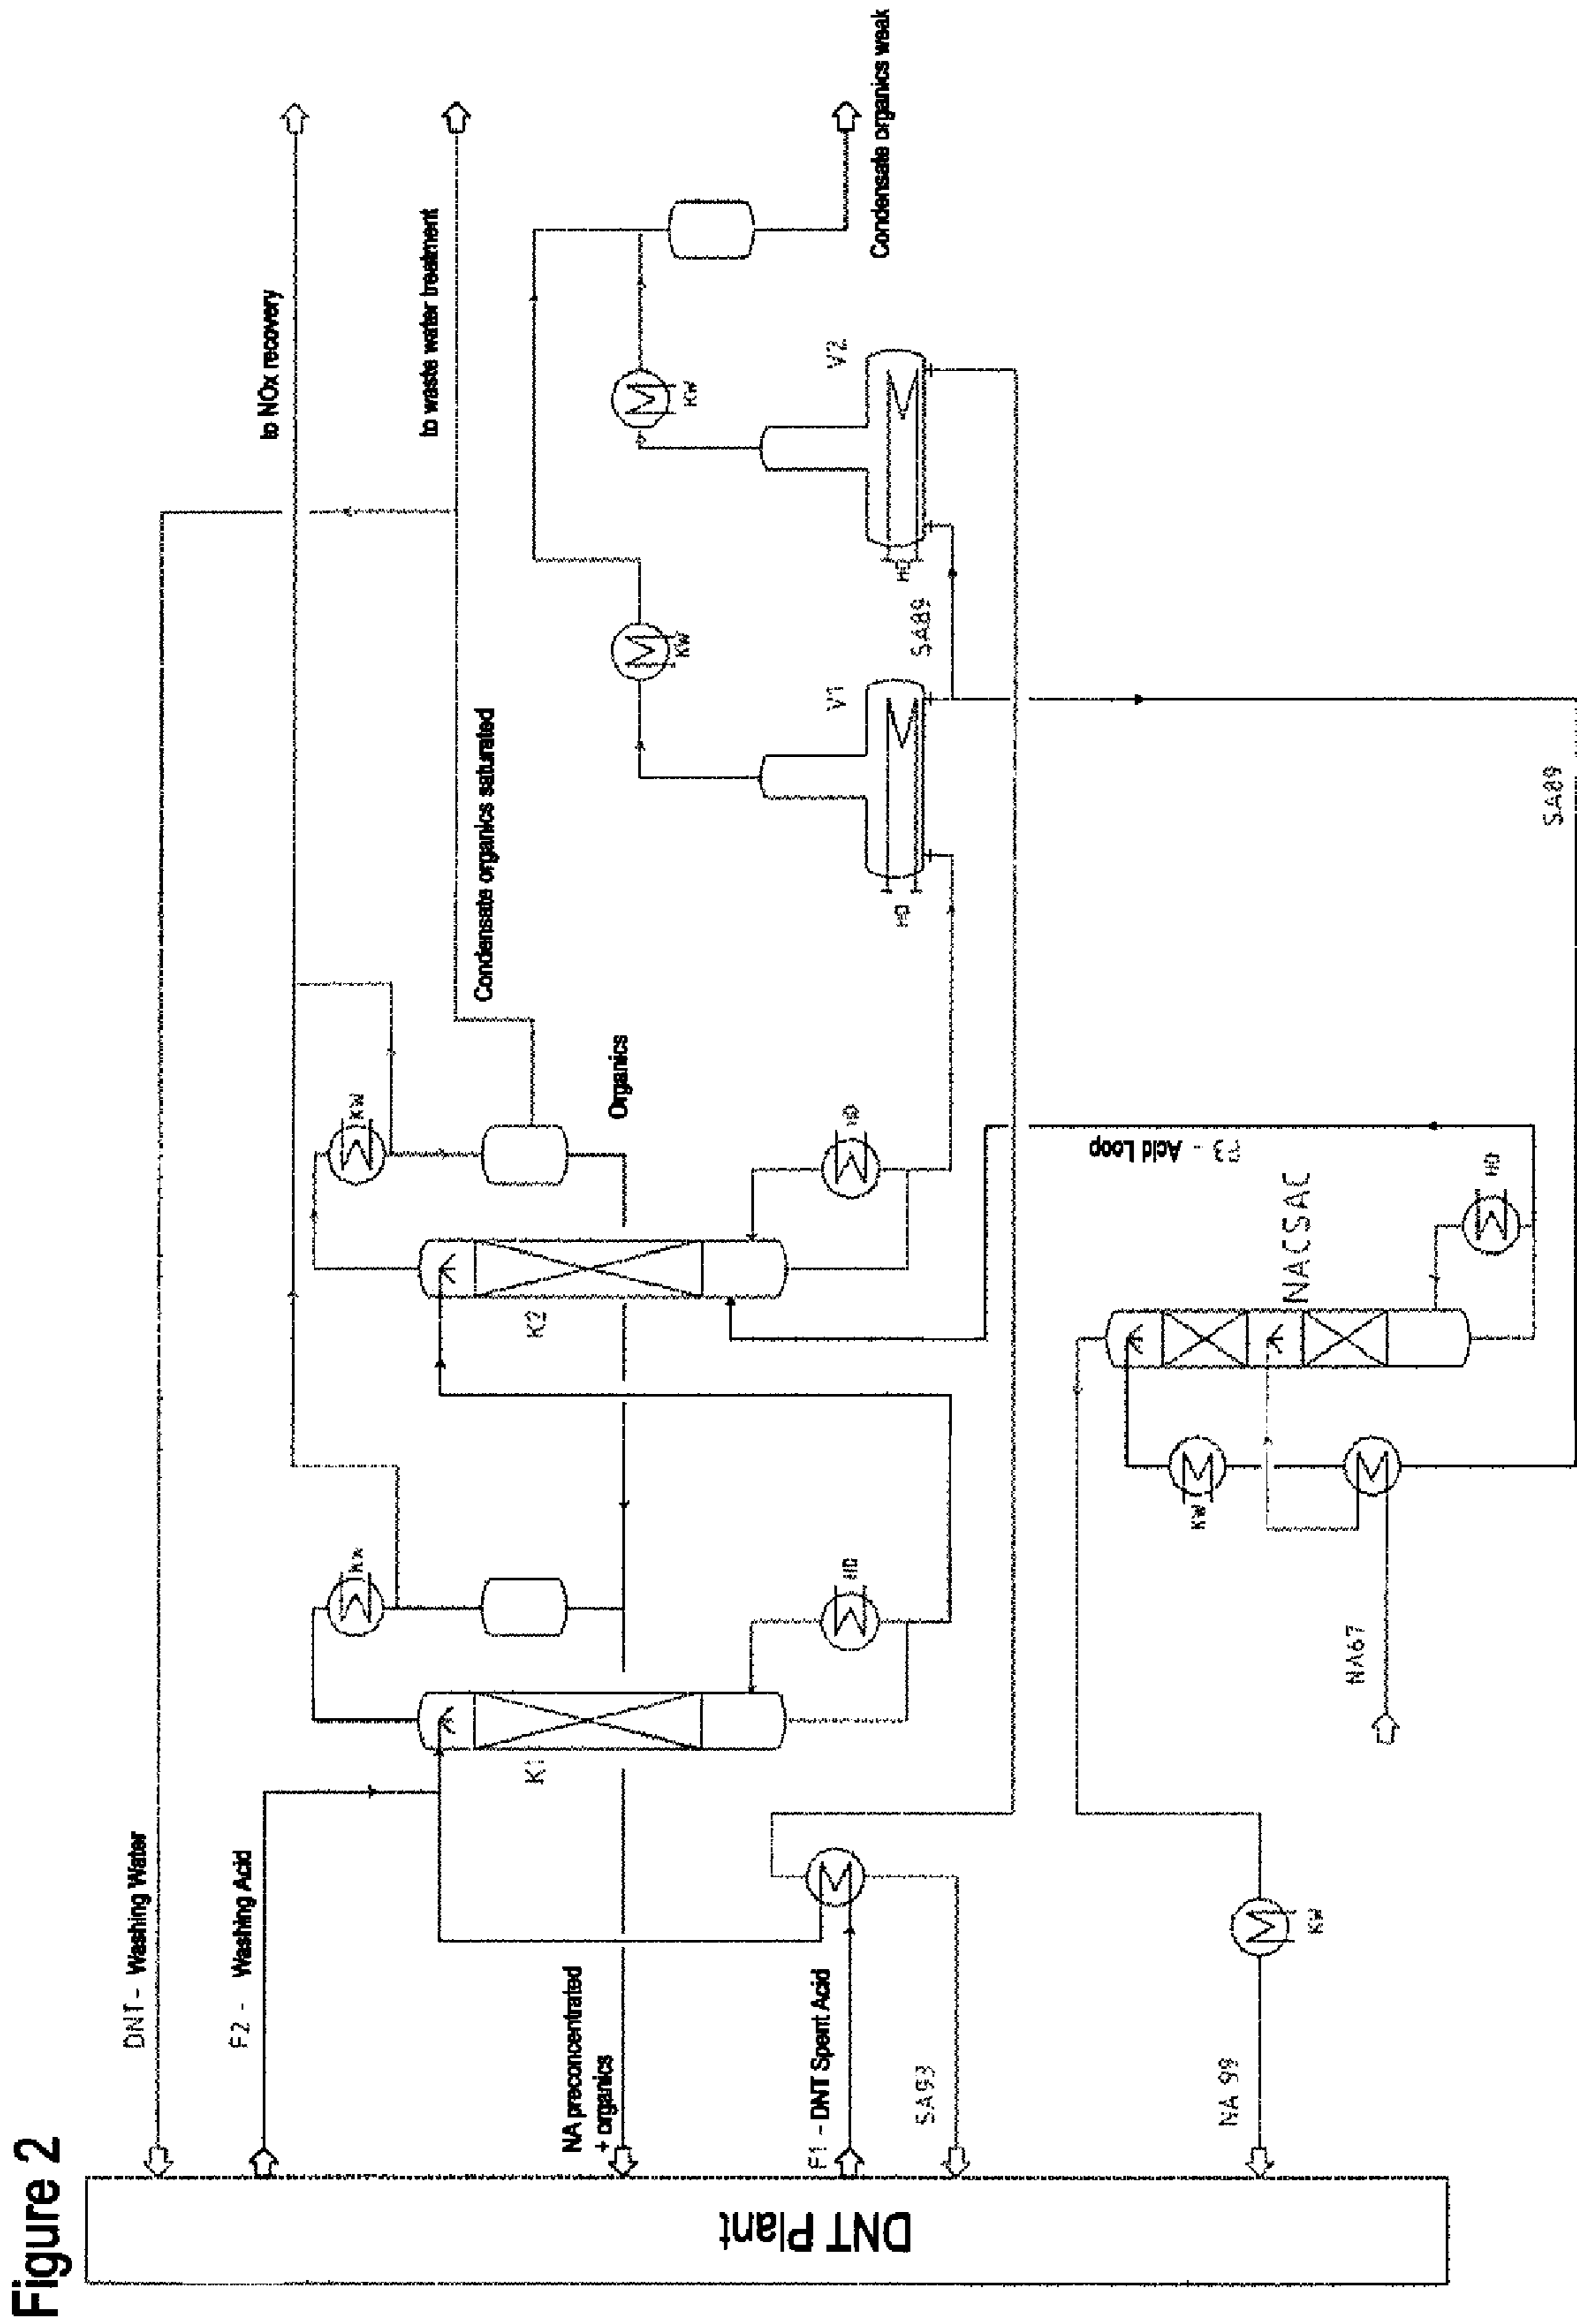 Figure 2
DNT - Washing Water
to NOx recovery
F2 - Washing Acid
KW
KW
to waste water treatment
Condensate organics saturated
NA preconcentrated
+ organics
K1
K2
Organics
KW
KW
F1 - DNT Spent Acid
HD
HD
V1
V2
Condensate organics weak
SA93
HD
HD
SA89
DNT Plant
F3 - Acid Loop
NA 99
KW
KW
NACSAC
NA67
HD
SA89